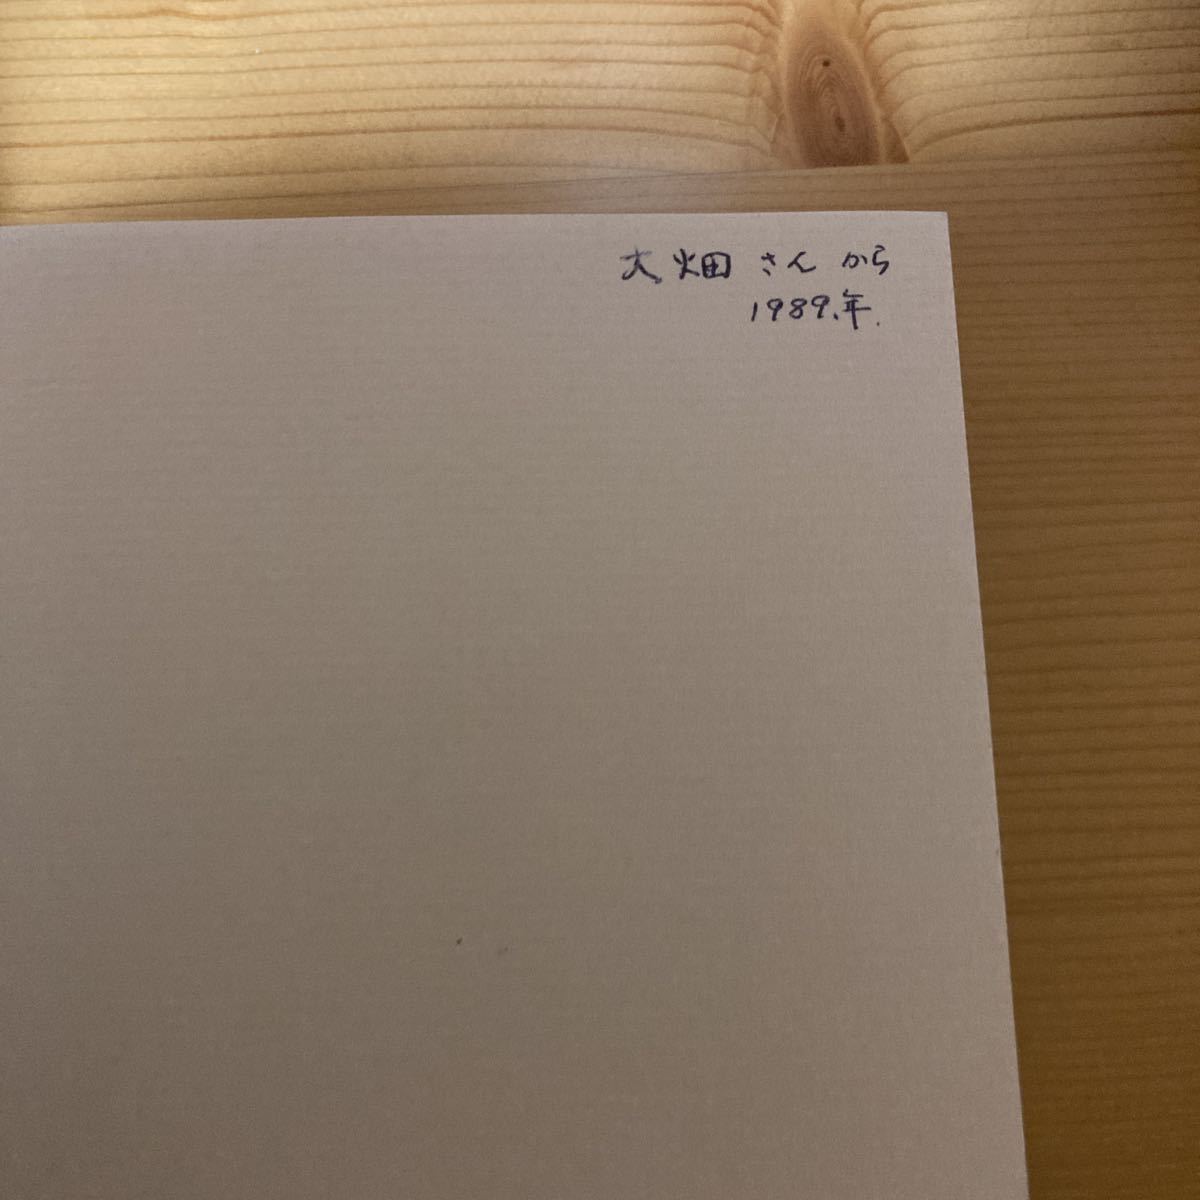 大畑 さん から
1989.年.